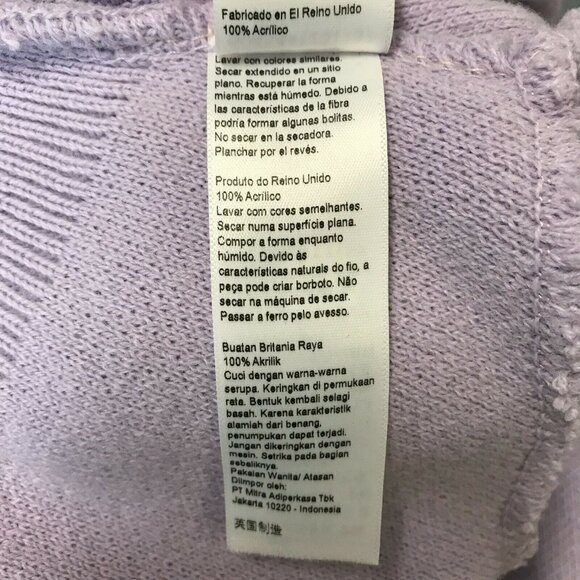 Fabricado en El Reino Unido
100% Acrílico
Lavar con colores similares.
Secar extendido en un sitio
plano. Recuperar la forma
mientras está húmedo. Debido a
las características de la fibra
podría formar algunas bolitas.
No secar en la secadora.
Planchar por el revés.
Produto do Reino Unido
100% Acrílico
Lavar com cores semelhantes.
Secar numa superfície plana.
Compor a forma enquanto
húmido. Devido às
características naturais do fio, a
peça pode criar borboto. Não
secar na máquina de secar.
Passar a ferro pelo avesso.
Buatan Britania Raya
100% Akrilik
Cuci dengan warna-warna
serupa. Keringkan di permukaan
rata. Bentuk kembali selagi
basah. Karena karakteristik
alamiah dari benang,
penumpukan dapat terjadi.
Jangan dikeringkan dengan
mesin. Setrika pada bagian
sebaliknya.
Pakaian Wanita/ Atasan
Diimpor oleh:
PT Mitra Adiperkasa Tbk
Jakarta 10220 - Indonesia
英国制造